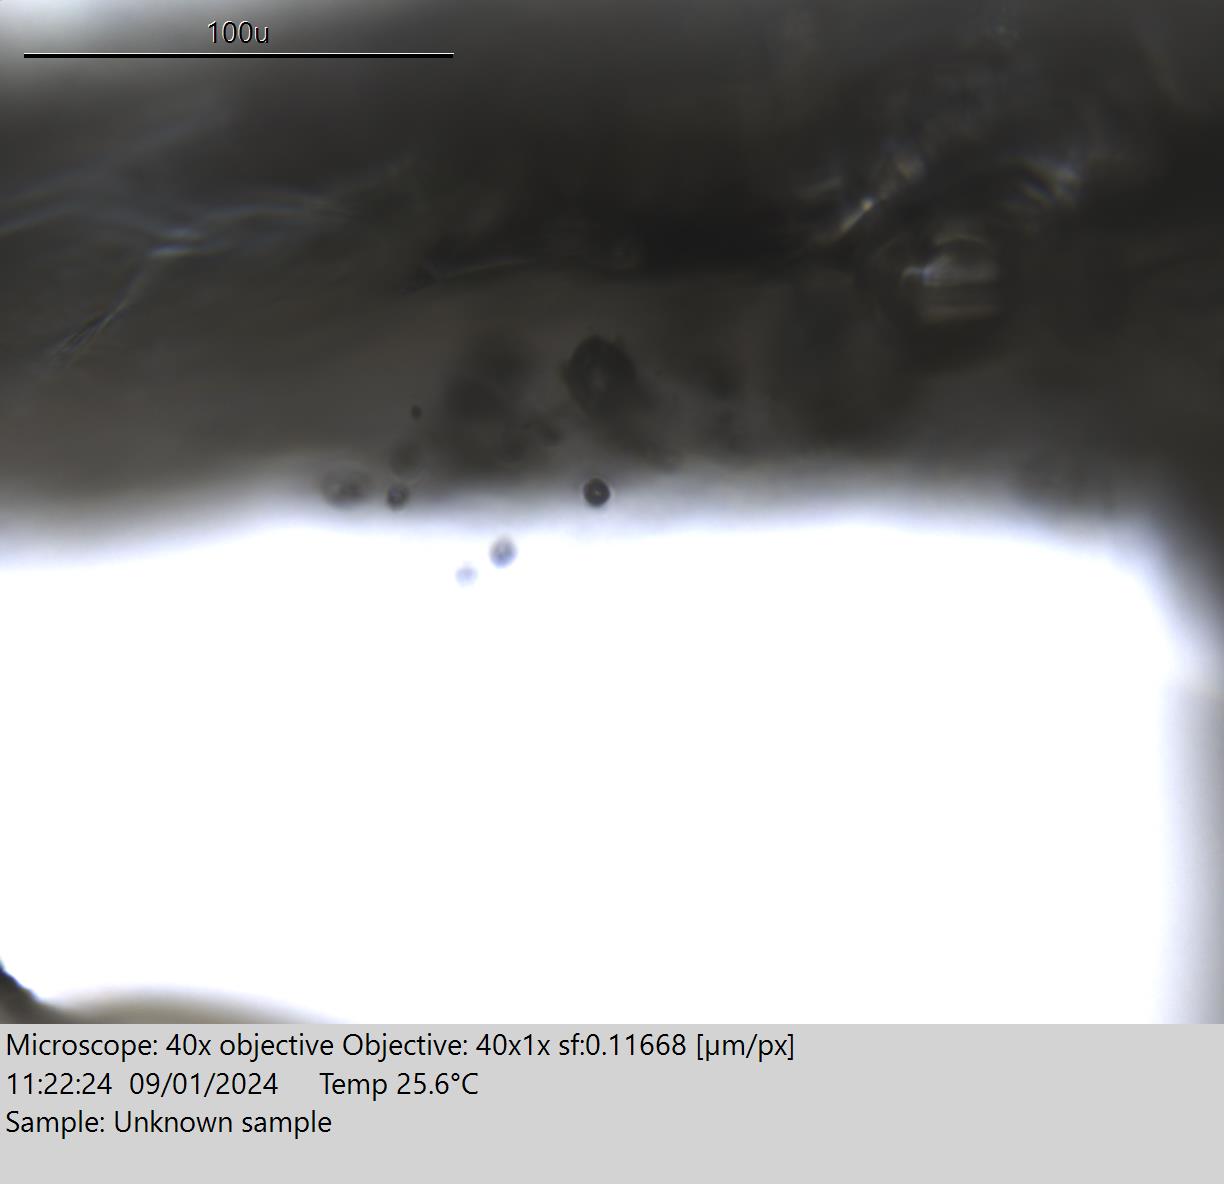 100u
Microscope: 40x objective Objective: 40x1x sf:0.11668 [µm/px]
11:22:24 09/01/2024 Temp 25.6°C
Sample: Unknown sample